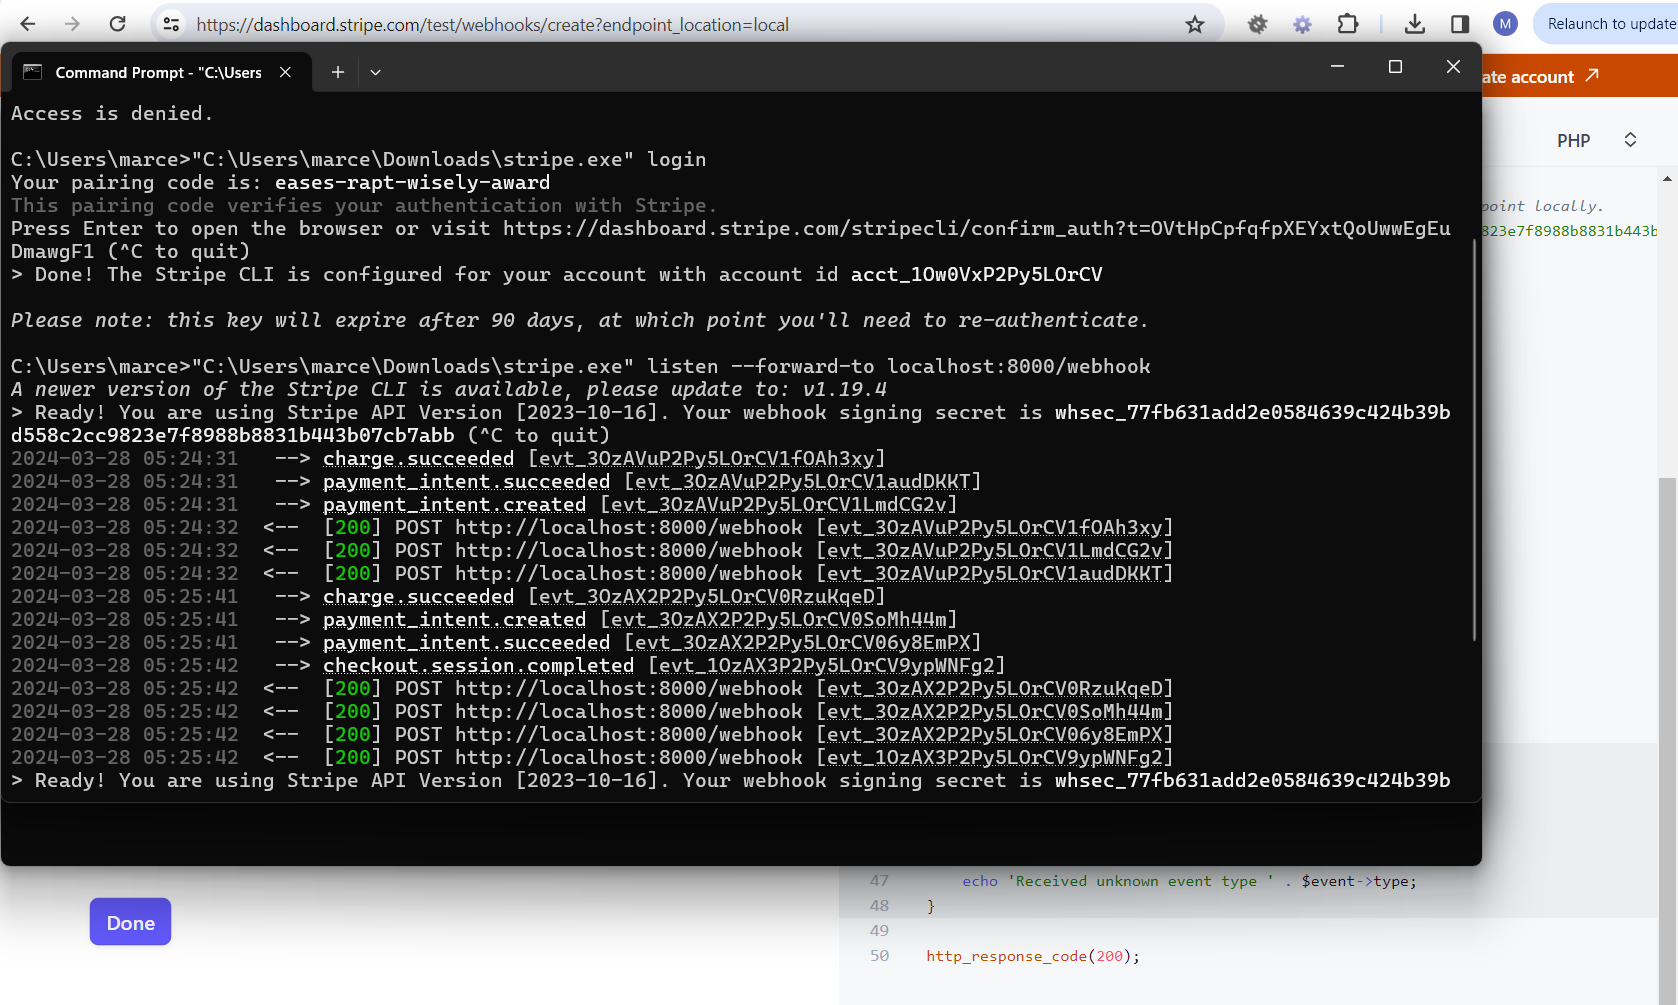 https://dashboard.stripe.com/test/webhooks/create?endpoint_location=local
M
Relaunch to update
Command Prompt - "C:\Users
ate account
PHP
Access is denied.
C:\Users\marce>"C:\Users\marce\Downloads\stripe.exe" login
Your pairing code is: eases-rapt-wisely-award
This pairing code verifies your authentication with Stripe.
Press Enter to open the browser or visit https://dashboard.stripe.com/stripecli/confirm_auth?t=OVtHpCpfqfpXEYxtQoUwwEgEu
DmawgF1 (^C to quit)
> Done! The Stripe CLI is configured for your account with account id acct_1Ow0VxP2Py5LOrCV
Please note: this key will expire after 90 days, at which point you'll need to re-authenticate.
C:\Users\marce>"C:\Users\marce\Downloads\stripe.exe" listen --forward-to localhost:8000/webhook
A newer version of the Stripe CLI is available, please update to: v1.19.4
> Ready! You are using Stripe API Version [2023-10-16]. Your webhook signing secret is whsec_77fb631add2e0584639c424b39b
d558c2cc9823e7f8988b8831b443b07cb7abb (^C to quit)
2024-03-28 05:24:31   --> charge.succeeded [evt_3OzAVuP2Py5LOrCV1fOAh3xy]
2024-03-28 05:24:31   --> payment_intent.succeeded [evt_3OzAVuP2Py5LOrCV1audDKKT]
2024-03-28 05:24:31   --> payment_intent.created [evt_3OzAVuP2Py5LOrCV1LmdCG2v]
2024-03-28 05:24:32  <--  [200] POST http://localhost:8000/webhook [evt_3OzAVuP2Py5LOrCV1fOAh3xy]
2024-03-28 05:24:32  <--  [200] POST http://localhost:8000/webhook [evt_3OzAVuP2Py5LOrCV1LmdCG2v]
2024-03-28 05:24:32  <--  [200] POST http://localhost:8000/webhook [evt_3OzAVuP2Py5LOrCV1audDKKT]
2024-03-28 05:25:41   --> charge.succeeded [evt_3OzAX2P2Py5LOrCV0RzuKqeD]
2024-03-28 05:25:41   --> payment_intent.created [evt_3OzAX2P2Py5LOrCV0SoMh44m]
2024-03-28 05:25:41   --> payment_intent.succeeded [evt_3OzAX2P2Py5LOrCV06y8EmPX]
2024-03-28 05:25:42   --> checkout.session.completed [evt_1OzAX3P2Py5LOrCV9ypWNFg2]
2024-03-28 05:25:42  <--  [200] POST http://localhost:8000/webhook [evt_3OzAX2P2Py5LOrCV0RzuKqeD]
2024-03-28 05:25:42  <--  [200] POST http://localhost:8000/webhook [evt_3OzAX2P2Py5LOrCV0SoMh44m]
2024-03-28 05:25:42  <--  [200] POST http://localhost:8000/webhook [evt_3OzAX2P2Py5LOrCV06y8EmPX]
2024-03-28 05:25:42  <--  [200] POST http://localhost:8000/webhook [evt_1OzAX3P2Py5LOrCV9ypWNFg2]
> Ready! You are using Stripe API Version [2023-10-16]. Your webhook signing secret is whsec_77fb631add2e0584639c424b39b
point locally.
823e7f8988b8831b443b
47 echo 'Received unknown event type ' . $event->type;
48 }
49
50 http_response_code(200);
Done